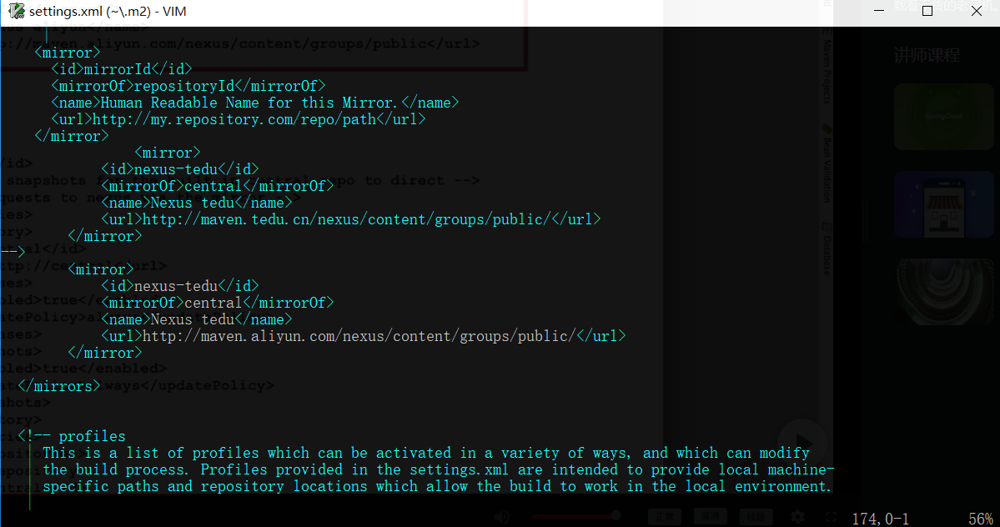 settings.xml (~\.m2) - VIM
<mirror>
<id>mirrorId</id>
<mirrorOf>repositoryId</mirrorOf>
<name>Human Readable Name for this Mirror.</name>
<url>http://my.repository.com/repo/path</url>
</mirror>
<mirror>
<id>nexus-tedu</id>
<mirrorOf>central</mirrorOf>
<name>Nexus tedu</name>
<url>http://maven.tedu.cn/nexus/content/groups/public/</url>
</mirror>
-->
<mirror>
<id>nexus-tedu</id>
<mirrorOf>central</mirrorOf>
<name>Nexus tedu</name>
<url>http://maven.aliyun.com/nexus/content/groups/public/</url>
</mirror>
</mirrors>
<!-- profiles
This is a list of profiles which can be activated in a variety of ways, and which can modify
the build process. Profiles provided in the settings.xml are intended to provide local machine-
specific paths and repository locations which allow the build to work in the local environment.
174,0-1 56%
讲师课程
Maven Projects
Bean Validation
Database